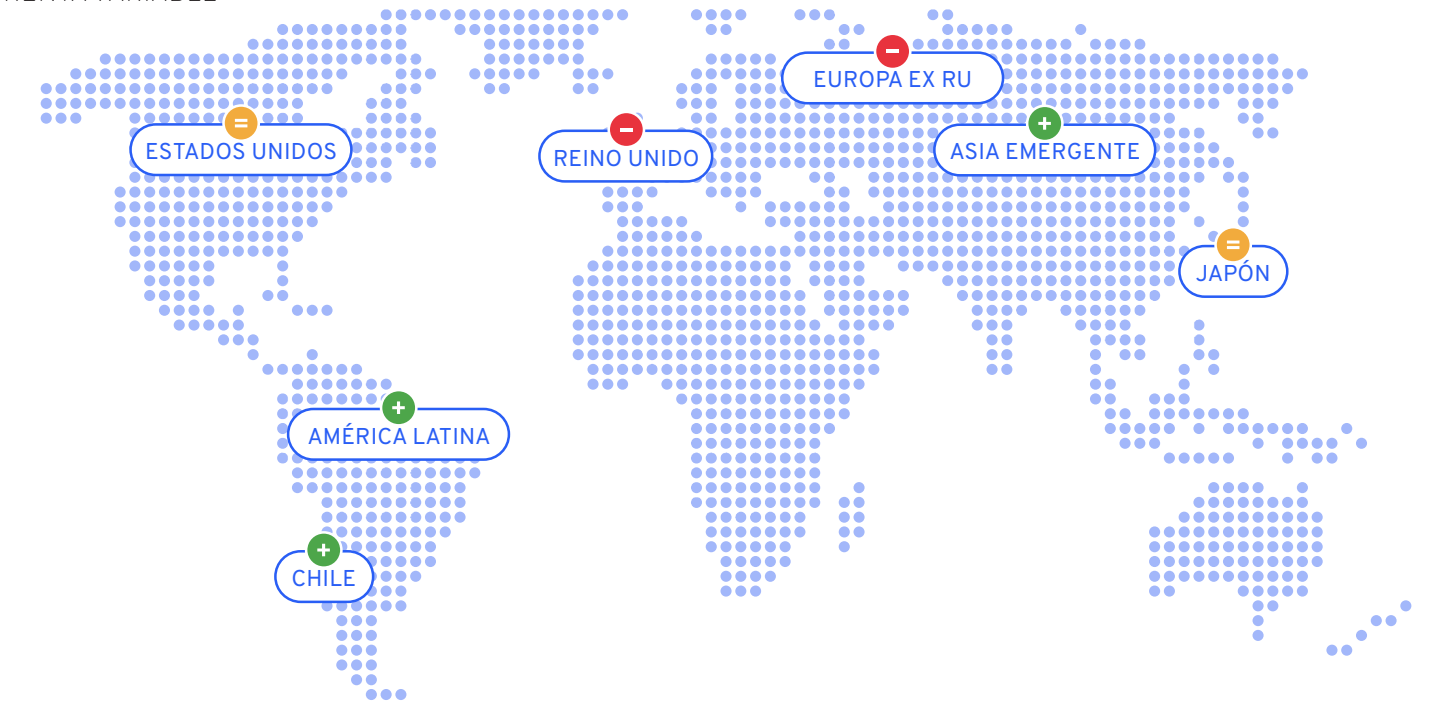 EUROPA EX RU
ESTADOS UNIDOS
REINO UNIDO
ASIA EMERGENTE
JAPÓN
AMÉRICA LATINA
CHILE